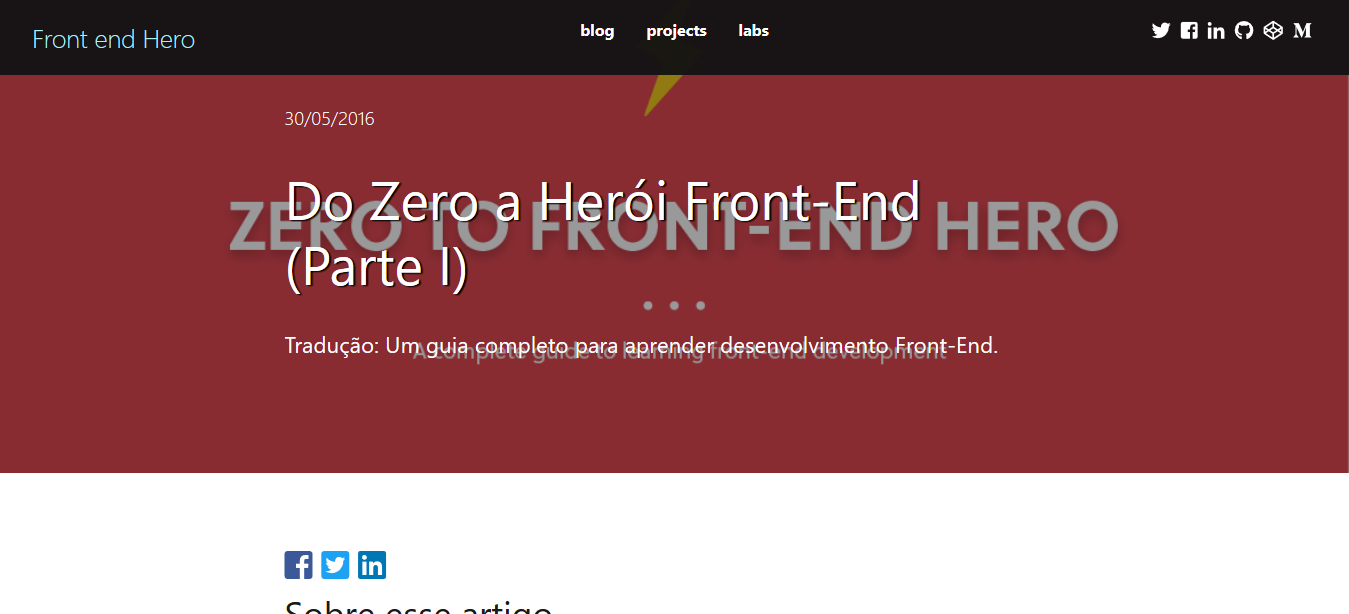 Front end Hero
blog projects labs
30/05/2016
Do Zero a Herói Front-End
(Parte I)
ZERO TO FRONT-END HERO
Tradução: Um guia completo para aprender desenvolvimento Front-End.
A complete guide to learning front-end development
Sobre esse artigo